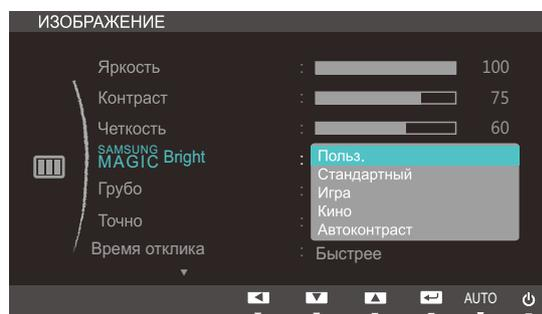 ИЗОБРАЖЕНИЕ
Яркость : 100
Контраст : 75
Четкость : 60
SAMSUNG MAGIC Bright : Польз.
Стандартный
Грубо : Игра
Кино
Точно : Автоконтраст
Время отклика : Быстрее
AUTO